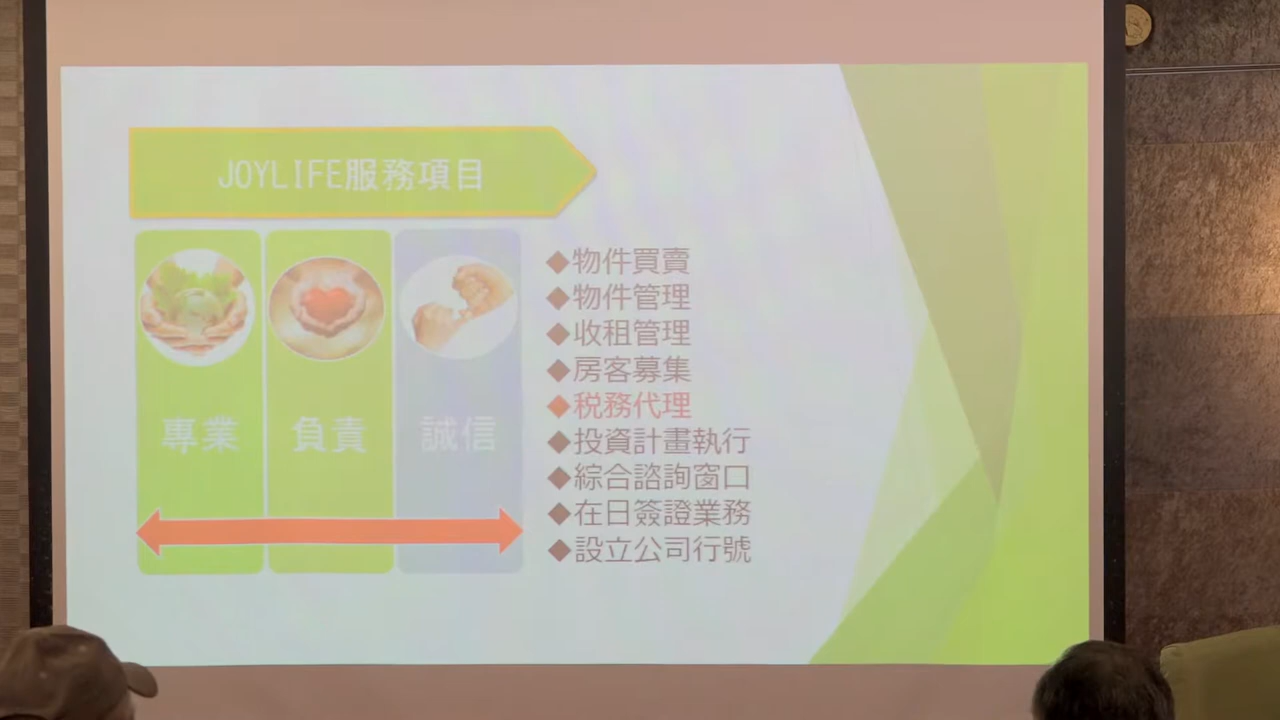 JOYLIFE服務項目
專業
負責
誠信
◆物件買賣
◆物件管理
◆收租管理
◆房客募集
◆税務代理
◆投資計畫執行
◆綜合諮詢窗口
◆在日簽證業務
◆設立公司行號